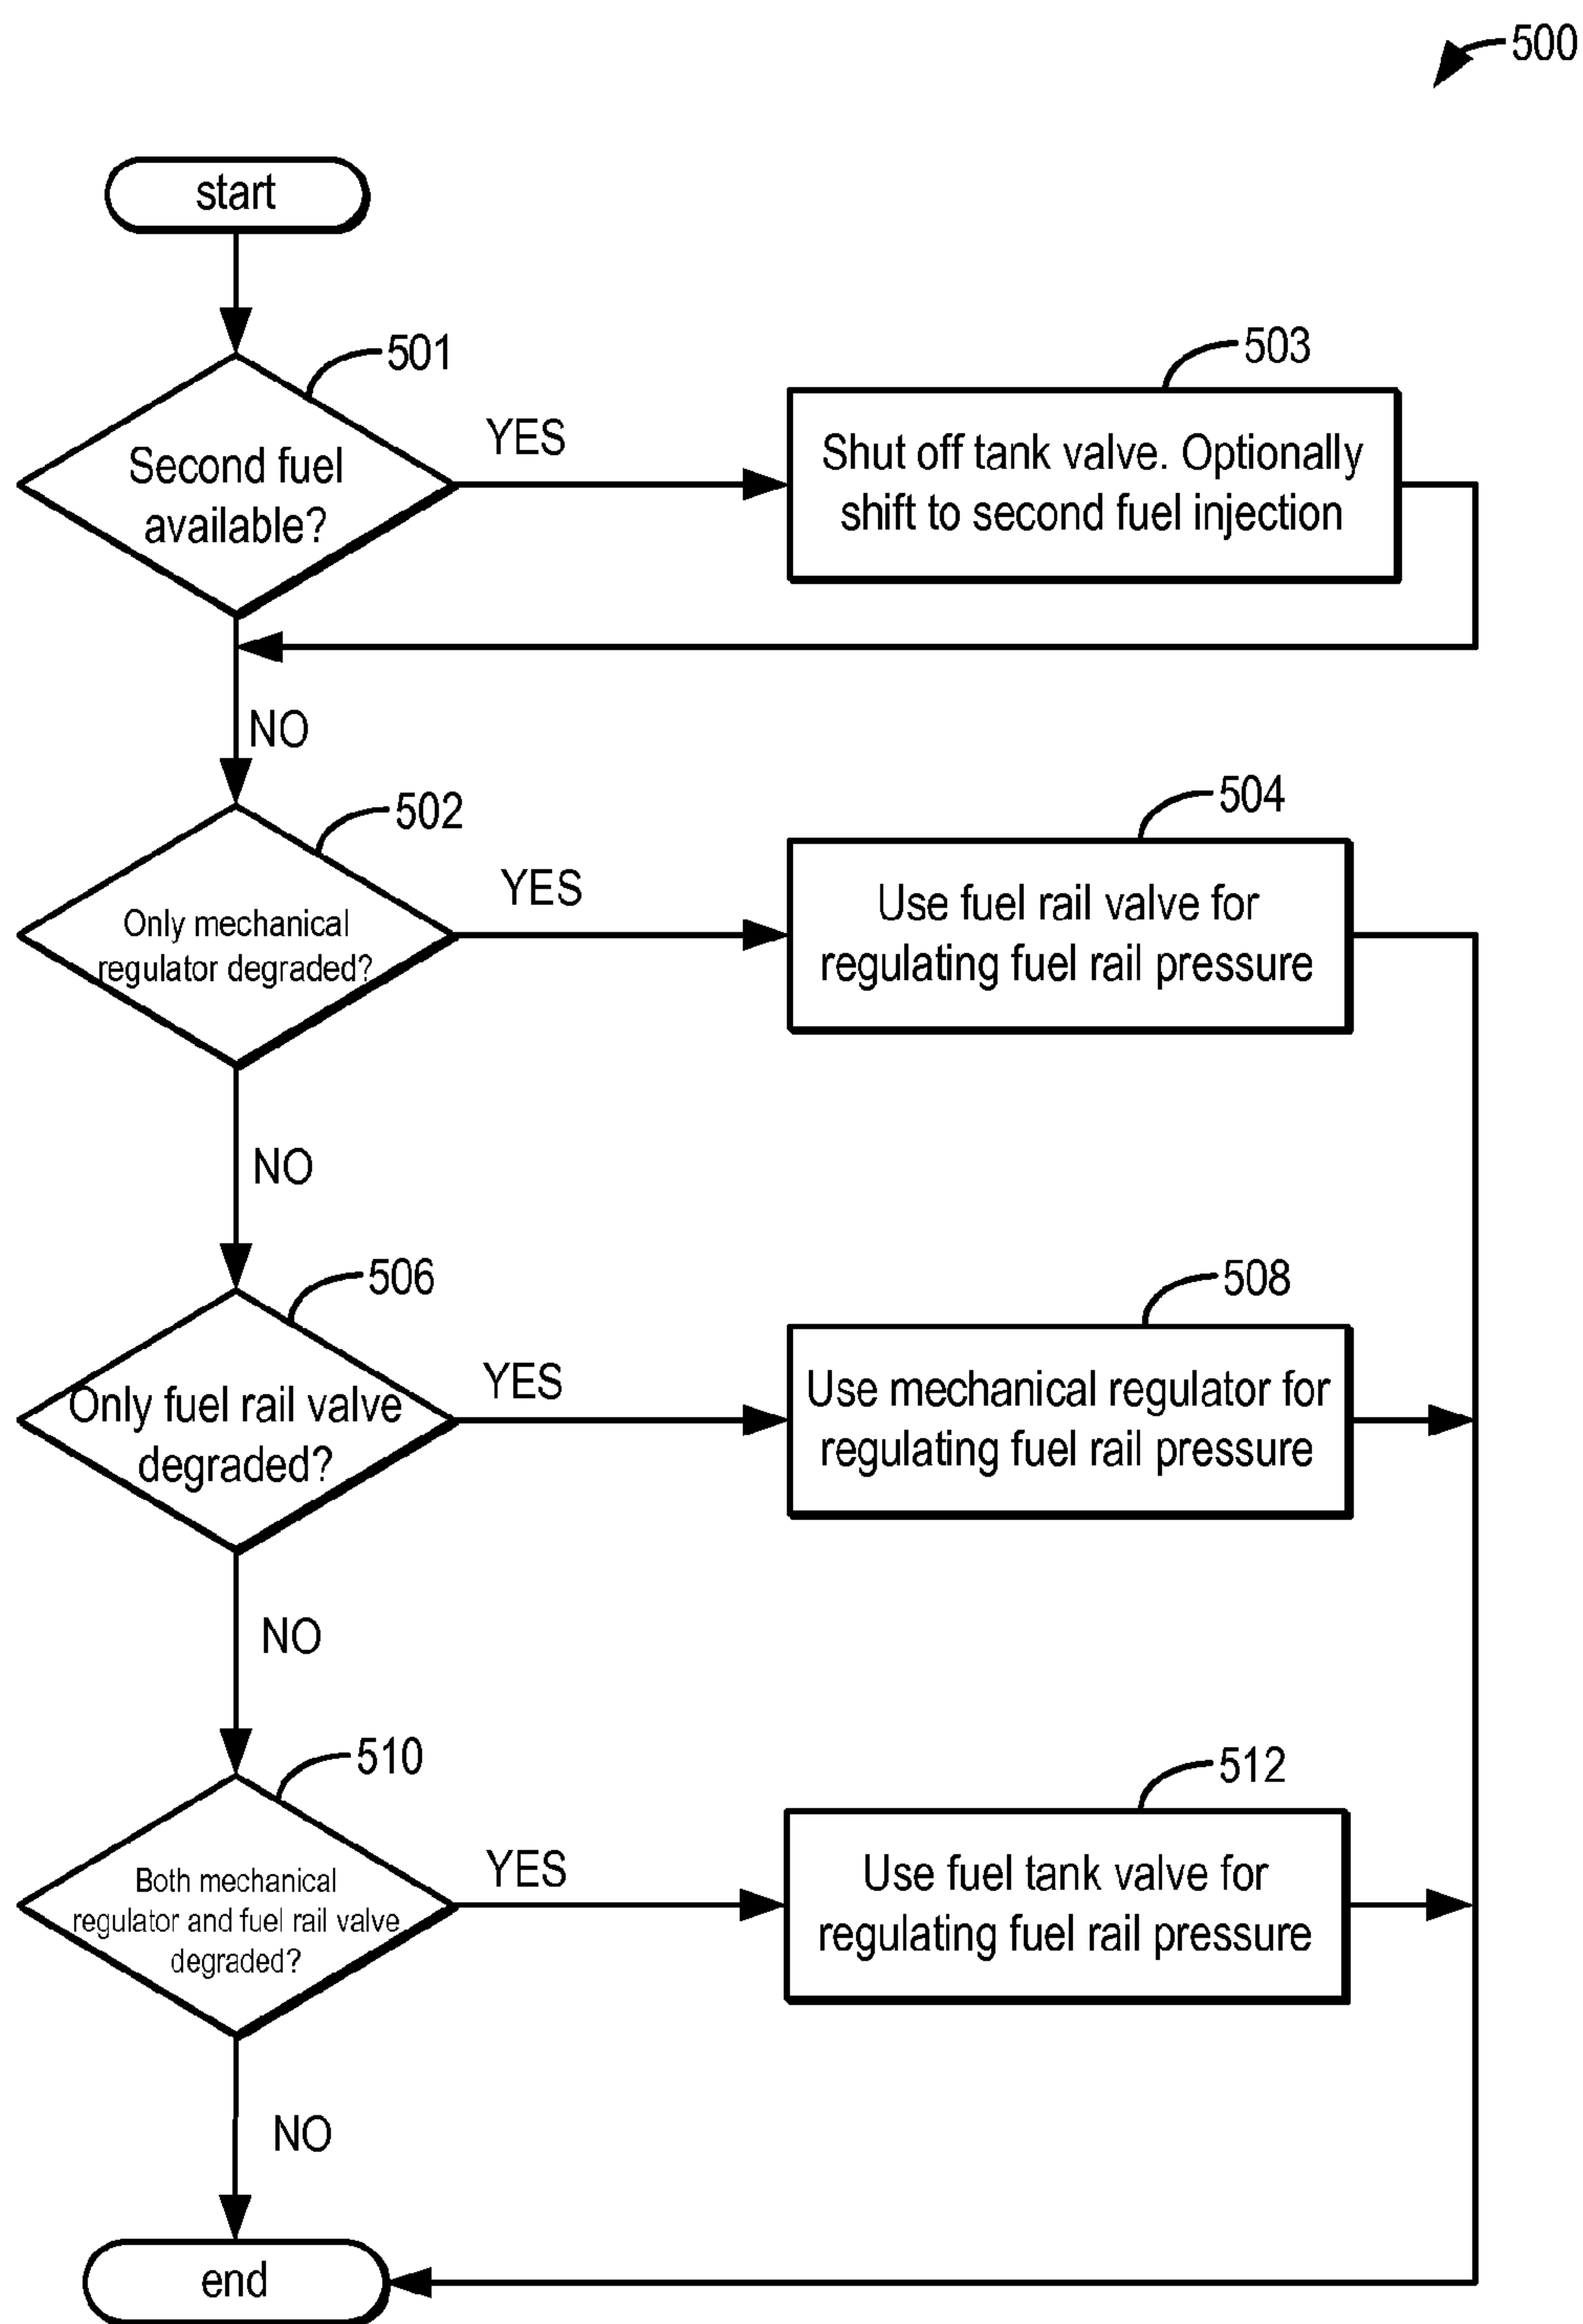 500
start
501
Second fuel
available?
YES
503
Shut off tank valve. Optionally
shift to second fuel injection
NO
502
Only mechanical
regulator degraded?
YES
504
Use fuel rail valve for
regulating fuel rail pressure
NO
506
Only fuel rail valve
degraded?
YES
508
Use mechanical regulator for
regulating fuel rail pressure
NO
510
Both mechanical
regulator and fuel rail valve
degraded?
YES
512
Use fuel tank valve for
regulating fuel rail pressure
NO
end